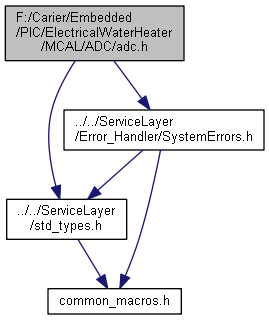 F:/Carier/Embedded
/PIC/ElectricalWaterHeater
/MCAL/ADC/adc.h
../../ServiceLayer
/Error_Handler/SystemErrors.h
../../ServiceLayer
/std_types.h
common_macros.h